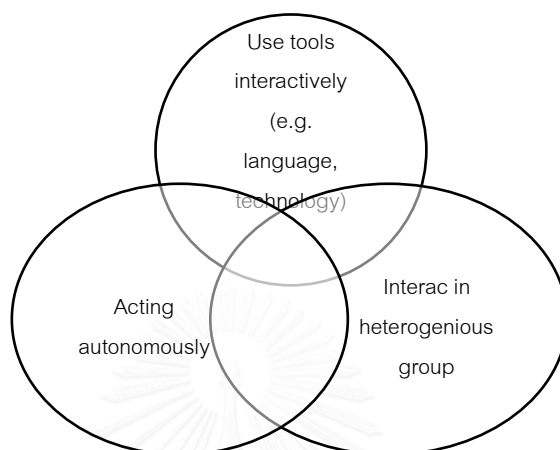 Use tools
interactively
(e.g.
language,
technology)
Acting
autonomously
Interac in
heterogenious
group